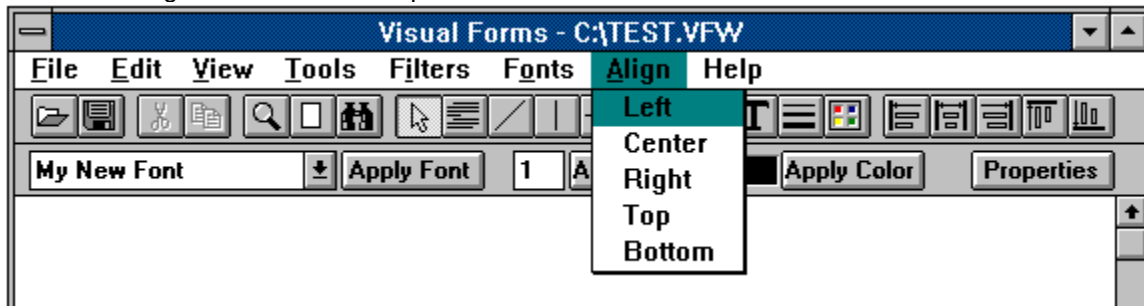 Visual Forms - C:\TEST.VFW
File Edit View Tools Filters Fonts Align Help
Left
Center
Right
Top
Bottom
My New Font Apply Font 1 A Apply Color Properties